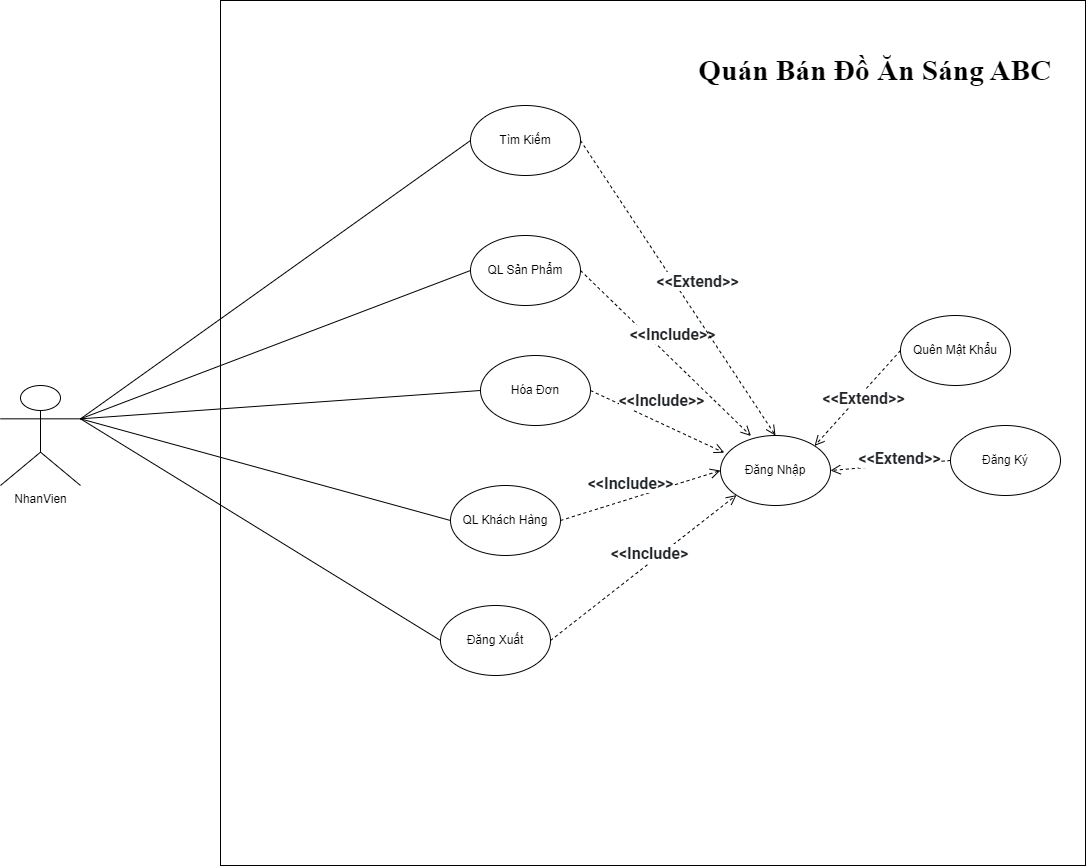 Quán Bán Đồ Ăn Sáng ABC
Tìm Kiếm
QL Sản Phẩm
<<Extend>>
<<Include>>
Quên Mật Khẩu
Hóa Đơn
<<Include>>
<<Extend>>
Đăng Nhập
<<Extend>>
Đăng Ký
NhanVien
<<Include>>
QL Khách Hàng
<<Include>
Đăng Xuất